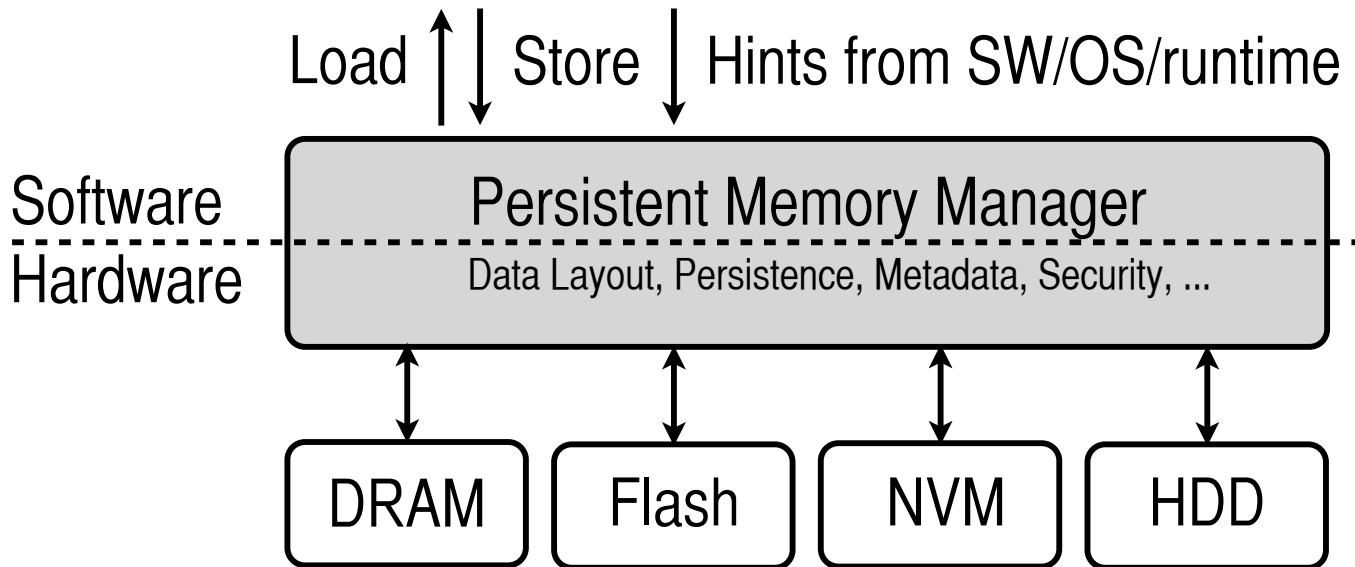 Load Store Hints from SW/OS/runtime
Software
Hardware
Persistent Memory Manager
Data Layout, Persistence, Metadata, Security, ...
DRAM Flash NVM HDD